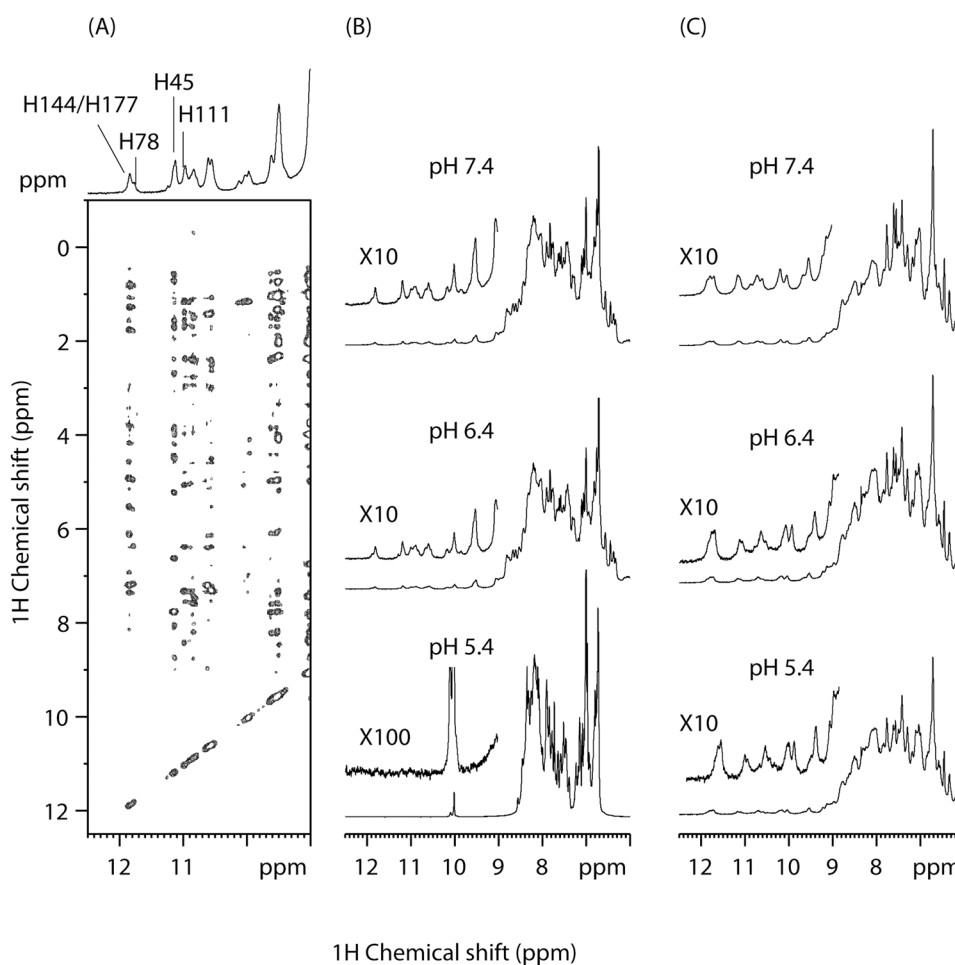 (A)
(B)
(C)
H144/H177
H78
H45
H111
ppm
0
2
4
6
8
10
12
1H Chemical shift (ppm)
12 11 ppm
pH 7.4
X10
pH 6.4
X10
pH 5.4
X100
12 11 10 9 8 ppm
pH 7.4
X10
pH 6.4
X10
pH 5.4
X10
12 11 10 9 8 ppm
1H Chemical shift (ppm)